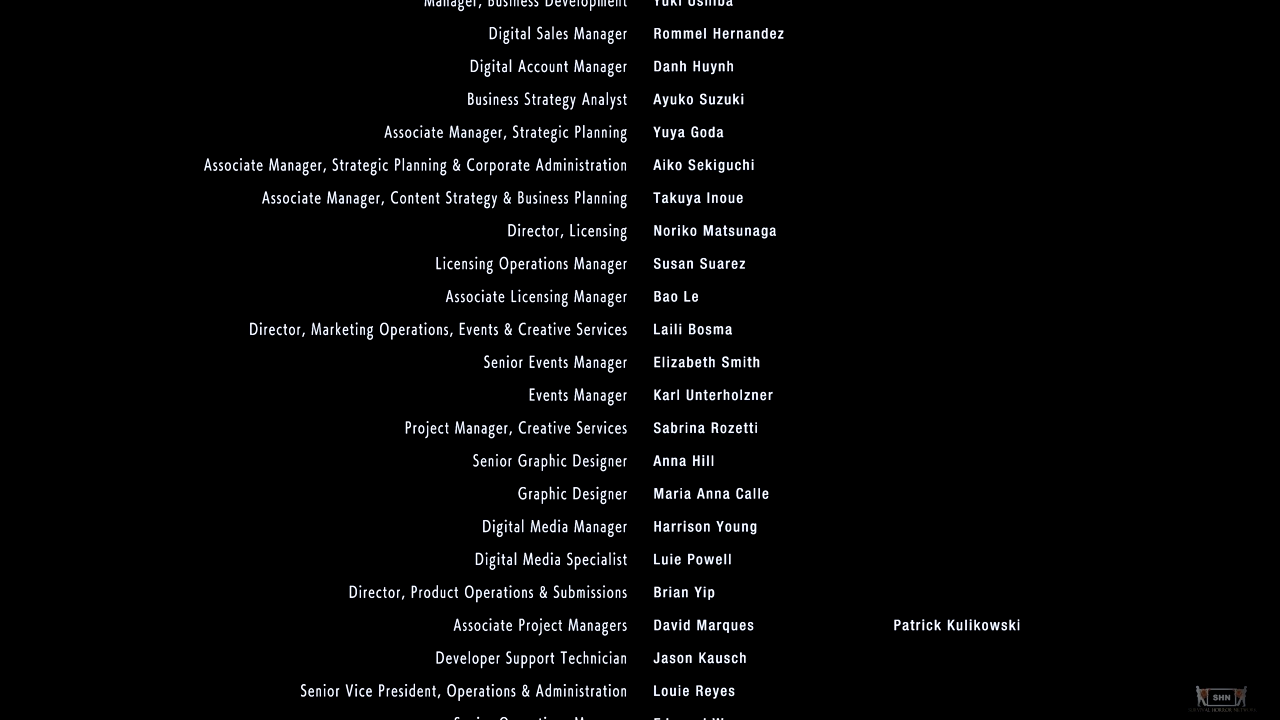 Manager, Business Development Yuki Ushiba
Digital Sales Manager Rommel Hernandez
Digital Account Manager Danh Huynh
Business Strategy Analyst Ayuko Suzuki
Associate Manager, Strategic Planning Yuya Goda
Associate Manager, Strategic Planning & Corporate Administration Aiko Sekiguchi
Associate Manager, Content Strategy & Business Planning Takuya Inoue
Director, Licensing Noriko Matsunaga
Licensing Operations Manager Susan Suarez
Associate Licensing Manager Bao Le
Director, Marketing Operations, Events & Creative Services Laili Bosma
Senior Events Manager Elizabeth Smith
Events Manager Karl Unterholzner
Project Manager, Creative Services Sabrina Rozetti
Senior Graphic Designer Anna Hill
Graphic Designer Maria Anna Calle
Digital Media Manager Harrison Young
Digital Media Specialist Luie Powell
Director, Product Operations & Submissions Brian Yip
Associate Project Managers David Marques Patrick Kulikowski
Developer Support Technician Jason Kausch
Senior Vice President, Operations & Administration Louie Reyes
SHN